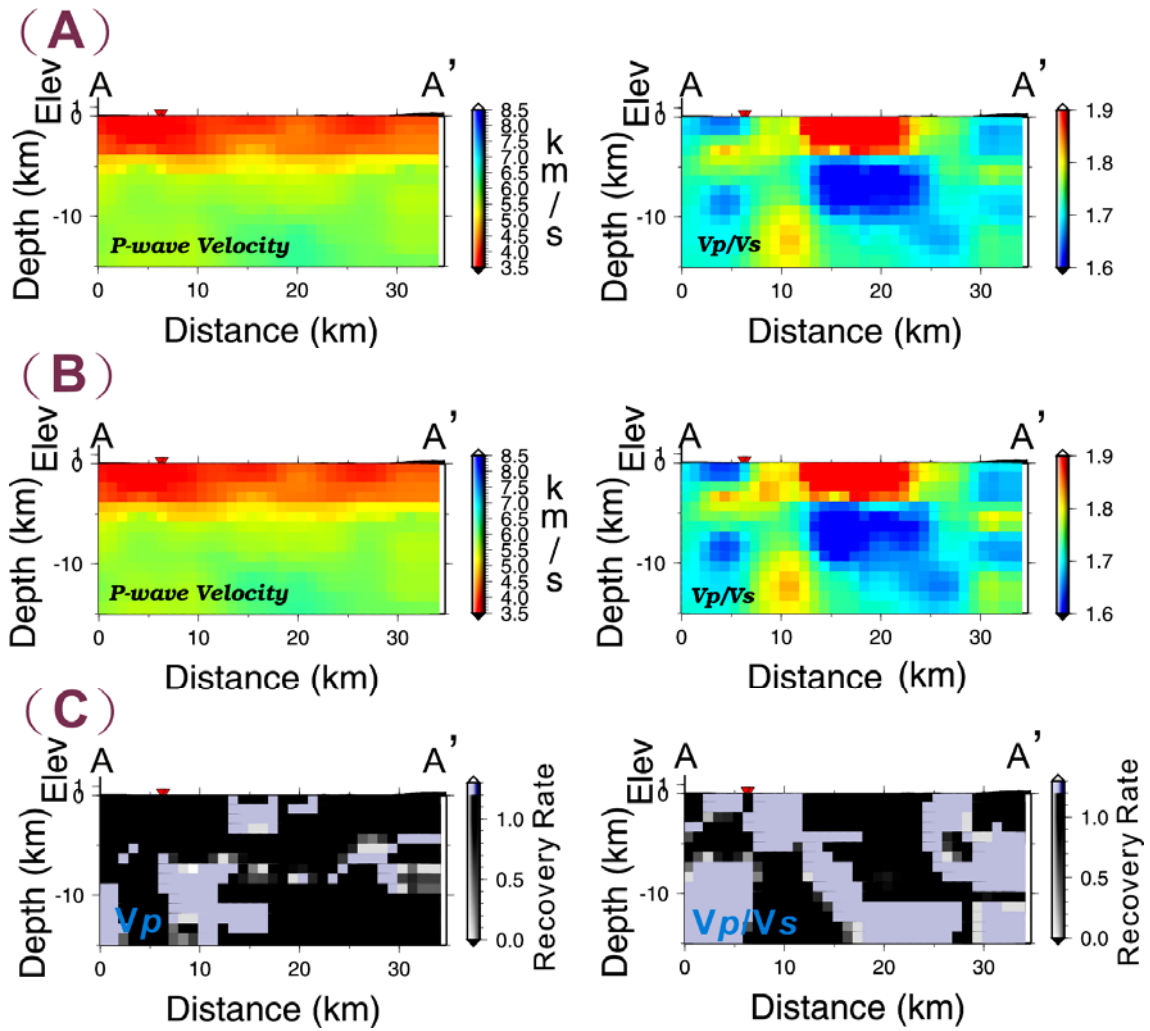 (A)
A A’
Elev
1
0
-10
Depth (km)
P-wave Velocity
0 10 20 30
Distance (km)
8.5
8.0
7.5
7.0
6.5
6.0
5.5
5.0
4.5
4.0
3.5
km/s
A A’
Elev
1
0
-10
Depth (km)
Vp/Vs
0 10 20 30
Distance (km)
1.9
1.8
1.7
1.6
(B)
A A’
Elev
1
0
-10
Depth (km)
P-wave Velocity
0 10 20 30
Distance (km)
8.5
8.0
7.5
7.0
6.5
6.0
5.5
5.0
4.5
4.0
3.5
km/s
A A’
Elev
1
0
-10
Depth (km)
Vp/Vs
0 10 20 30
Distance (km)
1.9
1.8
1.7
1.6
(C)
A A’
Elev
1
0
-10
Depth (km)
Vp
0 10 20 30
Distance (km)
1.0
0.5
0.0
Recovery Rate
A A’
Elev
1
0
-10
Depth (km)
Vp/Vs
0 10 20 30
Distance (km)
1.0
0.5
0.0
Recovery Rate